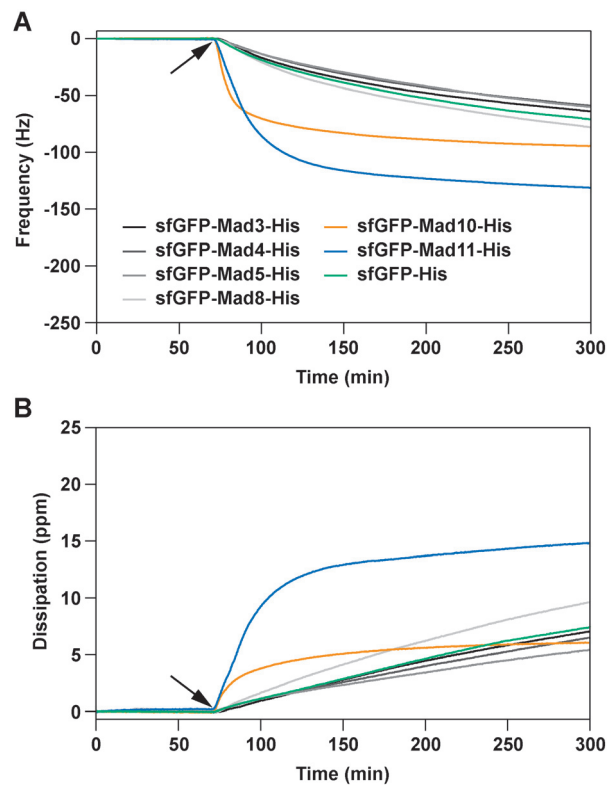 A
0
-50
-100
-150
-200
-250
Frequency (Hz)
sfGFP-Mad3-His
sfGFP-Mad4-His
sfGFP-Mad5-His
sfGFP-Mad8-His
sfGFP-Mad10-His
sfGFP-Mad11-His
sfGFP-His
0 50 100 150 200 250 300
Time (min)
B
25
20
15
10
5
0
Dissipation (ppm)
0 50 100 150 200 250 300
Time (min)